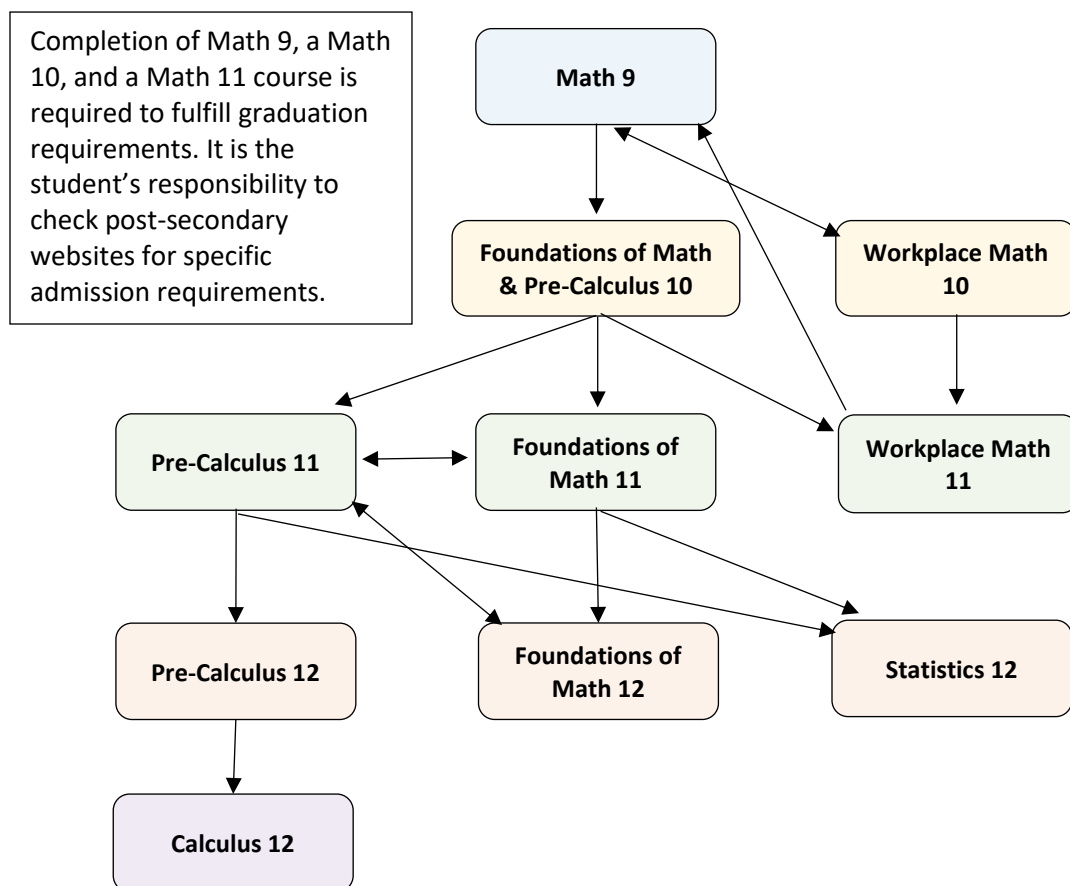 Completion of Math 9, a Math
10, and a Math 11 course is
required to fulfill graduation
requirements. It is the
student’s responsibility to
check post-secondary
websites for specific
admission requirements.
Math 9
Foundations of Math
& Pre-Calculus 10
Workplace Math
10
Pre-Calculus 11
Foundations of
Math 11
Workplace Math
11
Pre-Calculus 12
Foundations of
Math 12
Statistics 12
Calculus 12